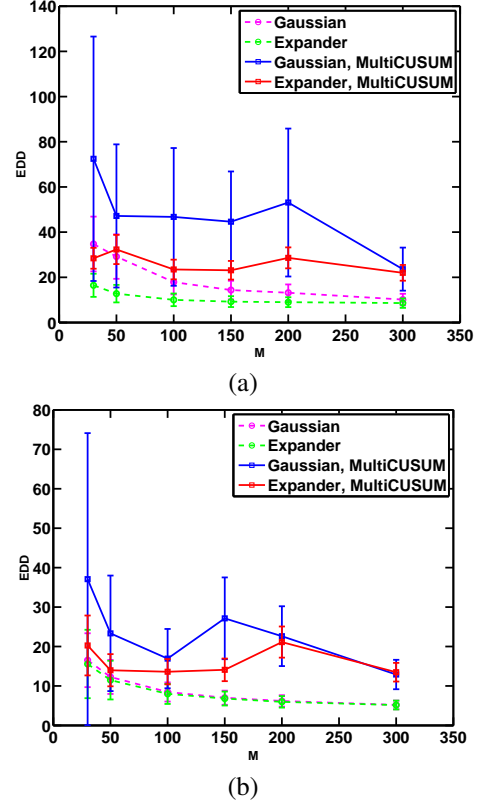 140
120
100
80
60
40
20
0
EDD
0 50 100 150 200 250 300 350
M
Gaussian
Expander
Gaussian, MultiCUSUM
Expander, MultiCUSUM
(a)
80
70
60
50
40
30
20
10
0
EDD
0 50 100 150 200 250 300 350
M
Gaussian
Expander
Gaussian, MultiCUSUM
Expander, MultiCUSUM
(b)